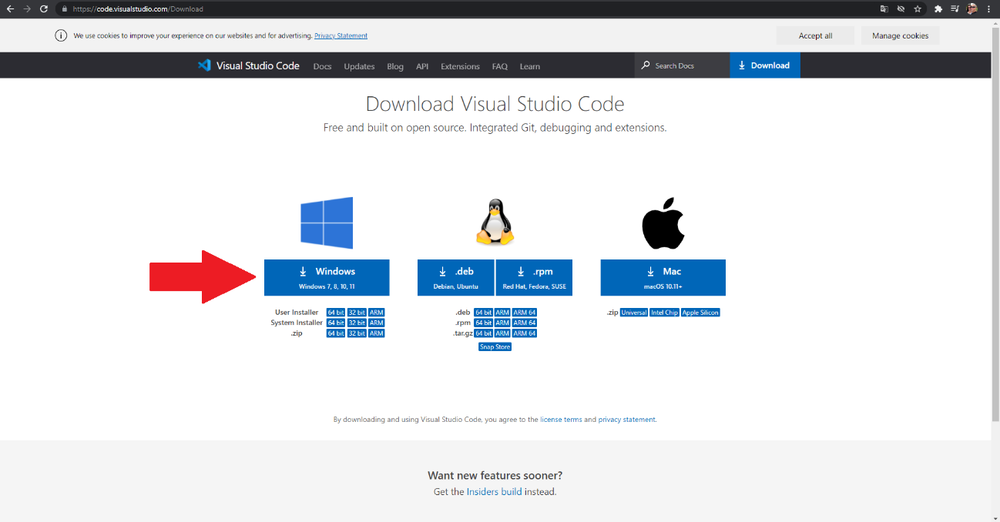 https://code.visualstudio.com/Download
We use cookies to improve your experience on our websites and for advertising. Privacy Statement
Accept all
Manage cookies
Visual Studio Code
Docs
Updates
Blog
API
Extensions
FAQ
Learn
Search Docs
Download
Download Visual Studio Code
Free and built on open source. Integrated Git, debugging and extensions.
Windows
Windows 7, 8, 10, 11
User Installer 64 bit 32 bit ARM
System Installer 64 bit 32 bit ARM
.zip 64 bit 32 bit ARM
.deb
Debian, Ubuntu
.rpm
Red Hat, Fedora, SUSE
.deb 64 bit ARM ARM 64
.rpm 64 bit ARM ARM 64
.tar.gz 64 bit ARM ARM 64
Snap Store
Mac
macOS 10.11+
.zip Universal Intel Chip Apple Silicon
By downloading and using Visual Studio Code, you agree to the license terms and privacy statement.
Want new features sooner?
Get the Insiders build instead.